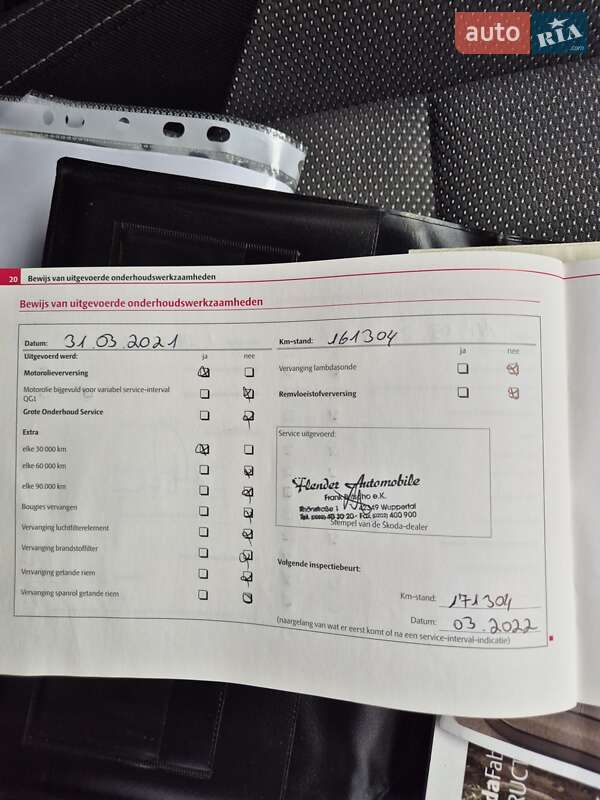 auto RIA .com
20 Bewijs van uitgevoerde onderhoudswerkzaamheden
Bewijs van uitgevoerde onderhoudswerkzaamheden
Datum: 31.03.2021
Uitgevoerd werd: ja nee
Motorolieverversing
Motorolie bijgevuld voor variabel service-interval
QG1
Grote Onderhoud Service
Extra
elke 30 000 km
elke 60 000 km
elke 90 000 km
Bougies vervangen
Vervanging luchtfilterelement
Vervanging brandstoffilter
Vervanging getande riem
Vervanging spanrol getande riem
Km-stand: 161304
ja nee
Vervanging lambdasonde
Remvloeistofverversing
Service uitgevoerd:
Flender Automobile
e.K.
42349 Wuppertal
Stempel van de Škoda-dealer
Volgende inspectiebeurt:
Km-stand: 171304
Datum: 03.2022
(naargelang van wat er eerst komt of na een service-interval-indicatie)